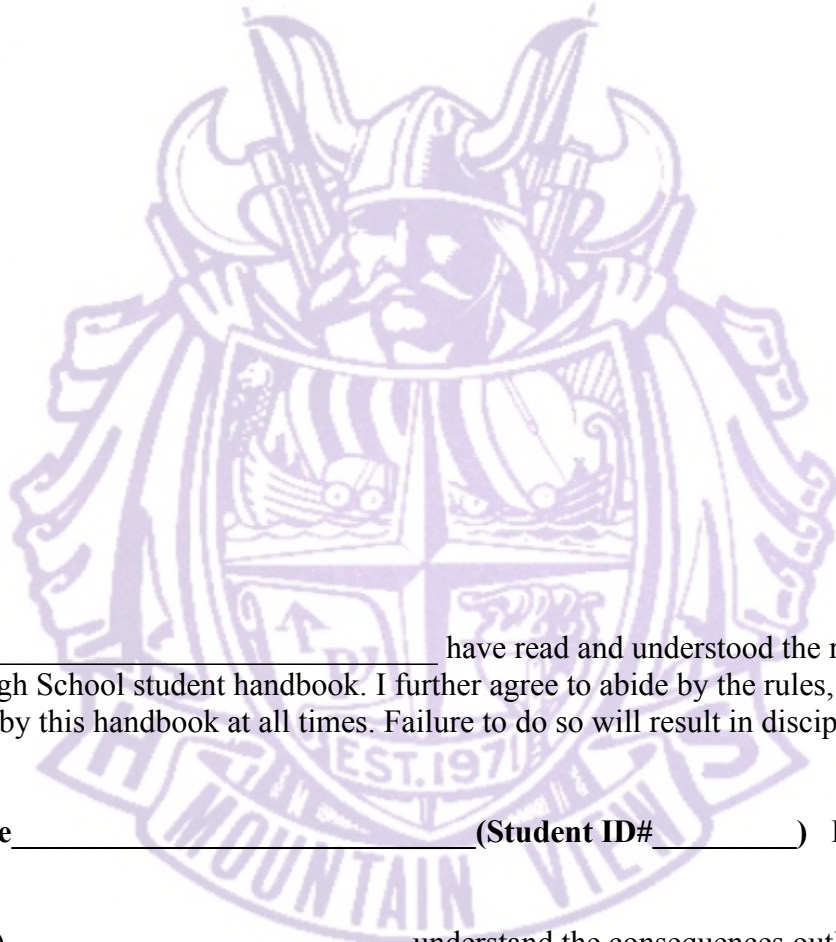 have read and understood the
gh School student handbook. I further agree to abide by the rules,
by this handbook at all times. Failure to do so will result in discip
EST. 1971
H S
e (Student ID# )
MOUNTAIN VIEW
understand the consequences out